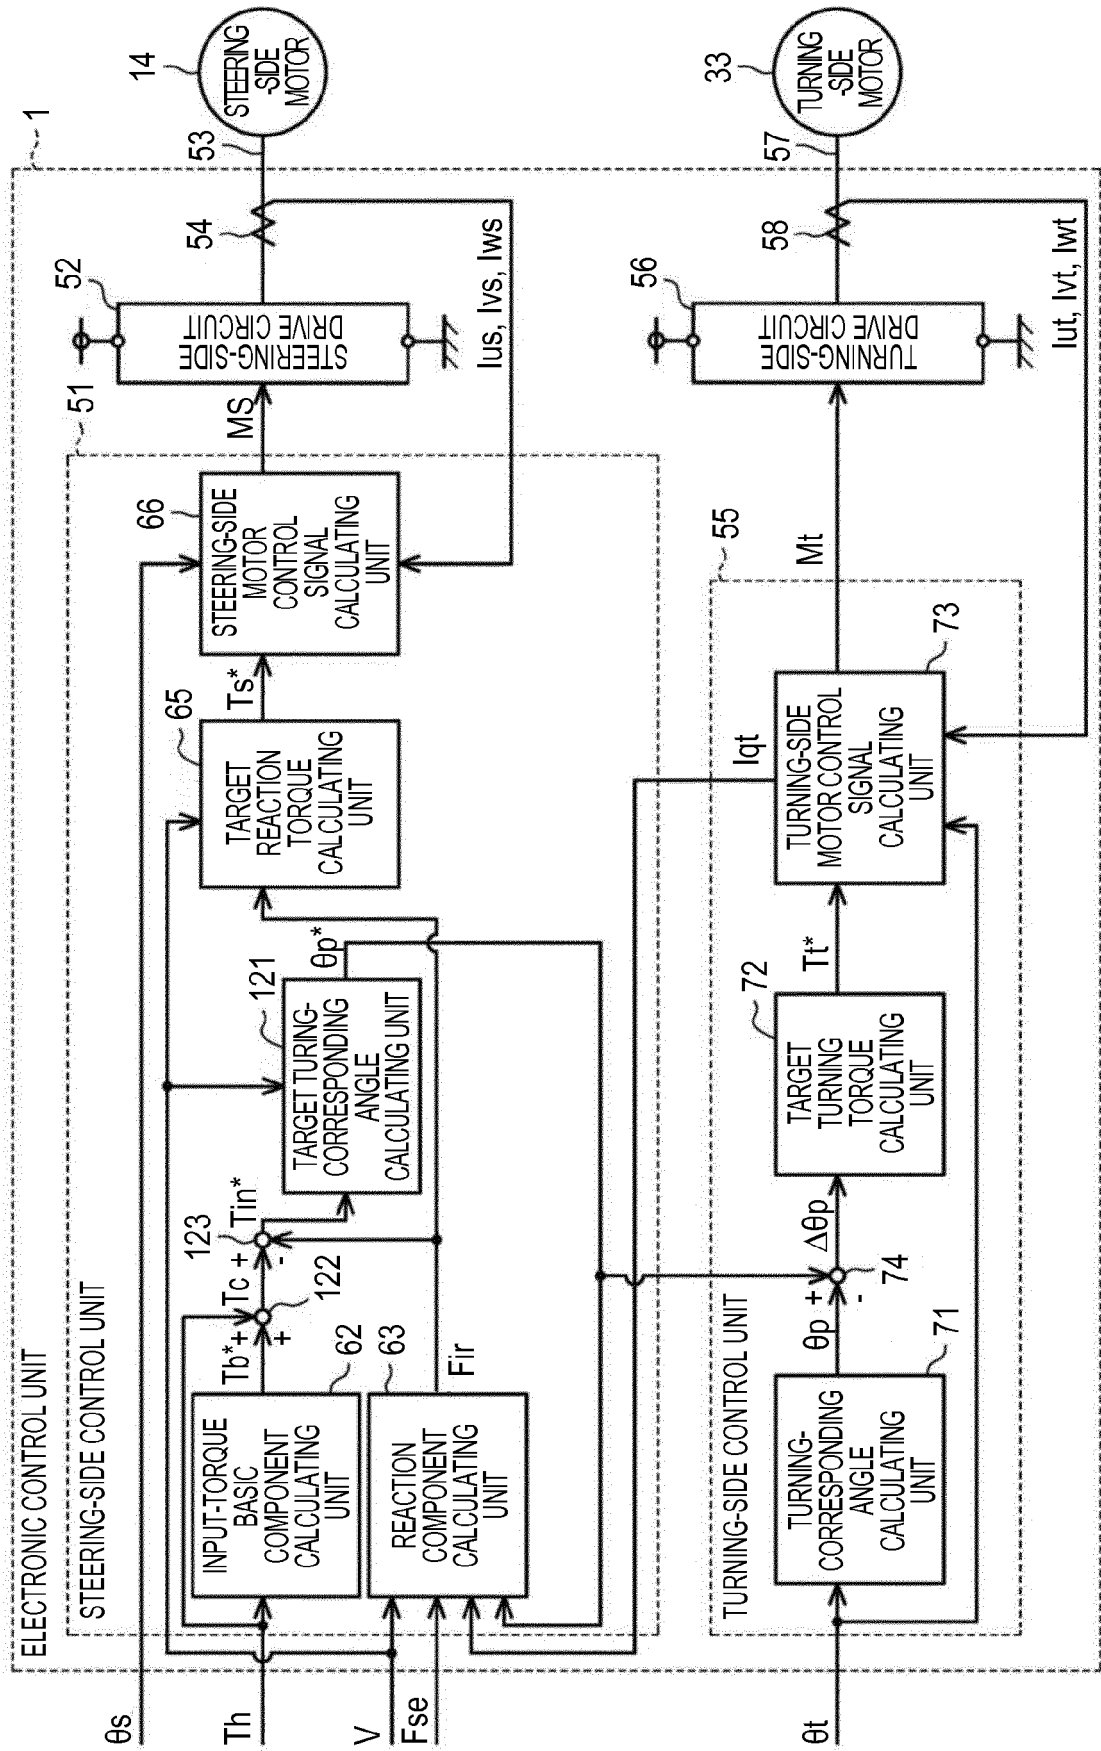 ELECTRONIC CONTROL UNIT
1
STEERING-SIDE CONTROL UNIT
51
θs
Th
V
Fse
INPUT-TORQUE
BASIC
COMPONENT
CALCULATING
UNIT
62
REACTION
COMPONENT
CALCULATING
UNIT
63
Tb*
+
+
122
Tc
+
-
123
Tin*
Fir
TARGET TURING-
CORRESPONDING
ANGLE
CALCULATING UNIT
121
θp*
TARGET
REACTION
TORQUE
CALCULATING
UNIT
65
Ts*
STEERING-SIDE
MOTOR
CONTROL
SIGNAL
CALCULATING
UNIT
66
MS
STEERING-SIDE
DRIVE CIRCUIT
52
54
53
Ius, Ivs, Iws
STEERING
-SIDE
MOTOR
14
TURNING-SIDE CONTROL UNIT
55
θt
TURNING-
CORRESPONDING
ANGLE
CALCULATING
UNIT
71
θp
+
-
74
Δθp
TARGET
TURNING
TORQUE
CALCULATING
UNIT
72
Tt*
TURNING-SIDE
MOTOR CONTROL
SIGNAL
CALCULATING
UNIT
73
Iqt
Mt
TURNING-SIDE
DRIVE CIRCUIT
56
58
57
Iut, Ivt, Iwt
TURNING
-SIDE
MOTOR
33